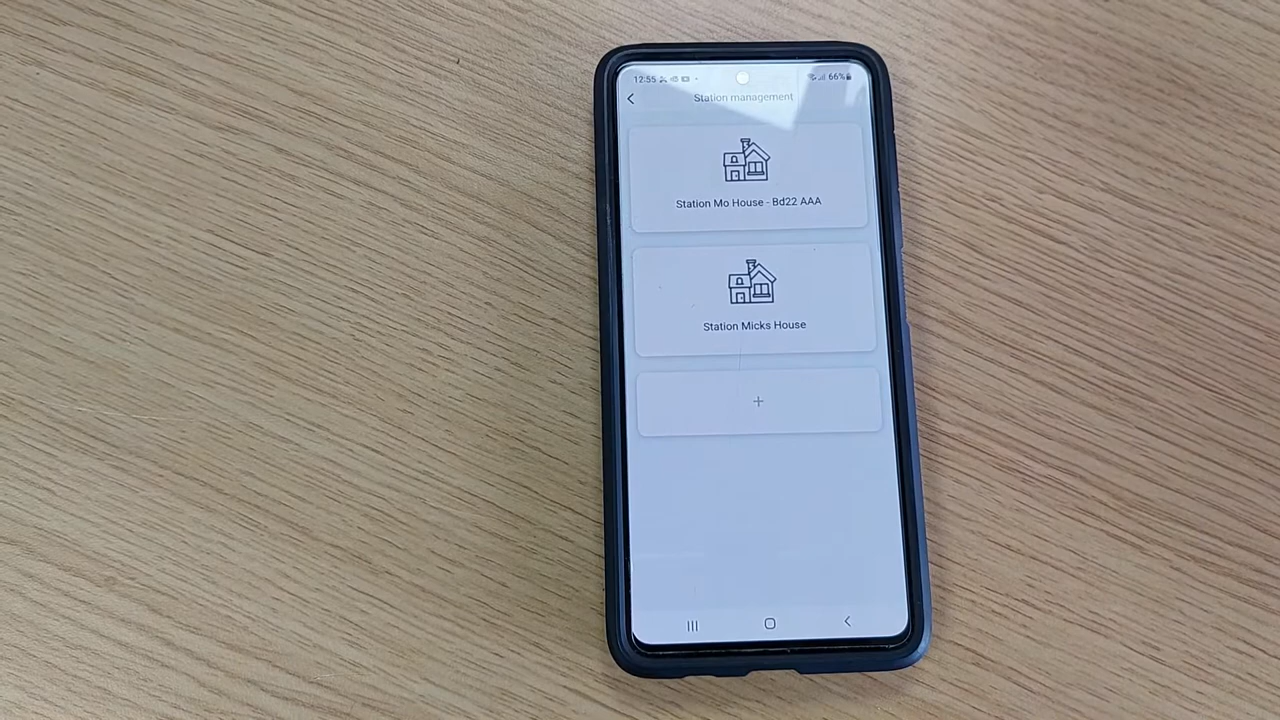 12:55 66%
Station management
Station Mo House - Bd22 AAA
Station Micks House
+